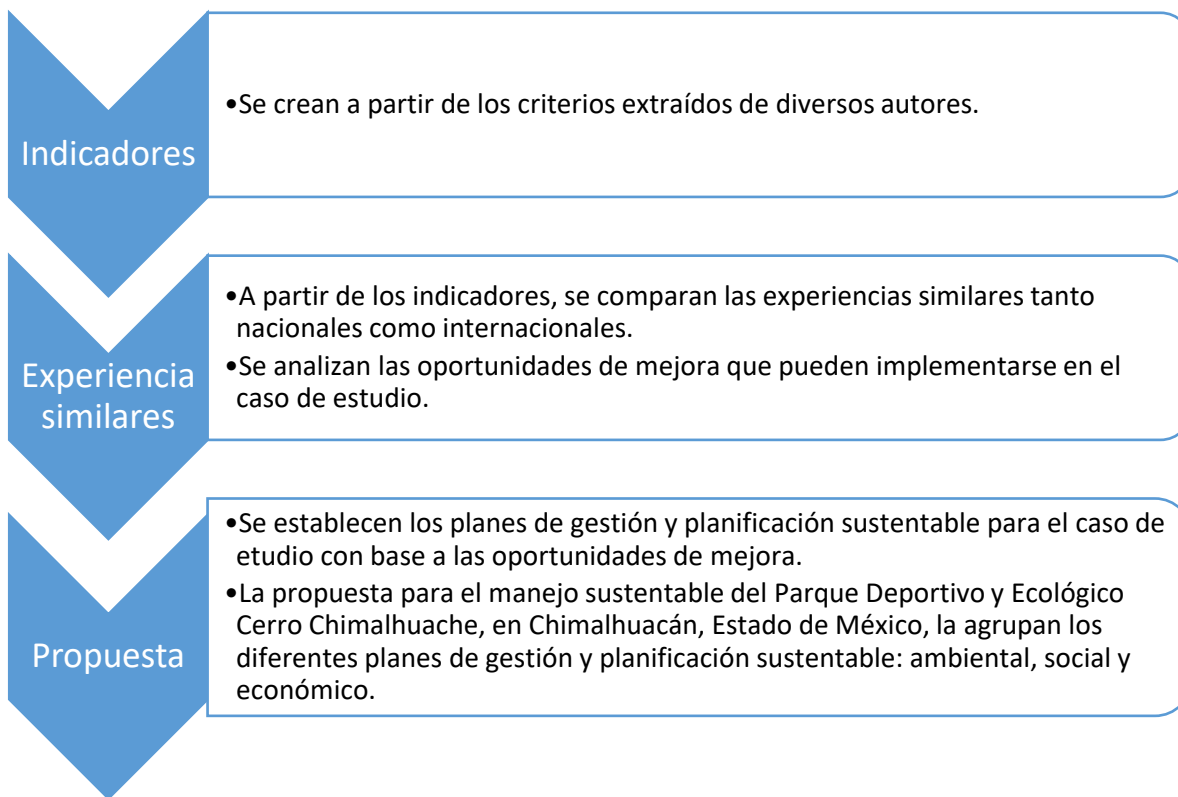 Indicadores
•Se crean a partir de los criterios extraídos de diversos autores.
Experiencia
similares
•A partir de los indicadores, se comparan las experiencias similares tanto
nacionales como internacionales.
•Se analizan las oportunidades de mejora que pueden implementarse en el
caso de estudio.
Propuesta
•Se establecen los planes de gestión y planificación sustentable para el caso de
etudio con base a las oportunidades de mejora.
•La propuesta para el manejo sustentable del Parque Deportivo y Ecológico
Cerro Chimalhuache, en Chimalhuacán, Estado de México, la agrupan los
diferentes planes de gestión y planificación sustentable: ambiental, social y
económico.